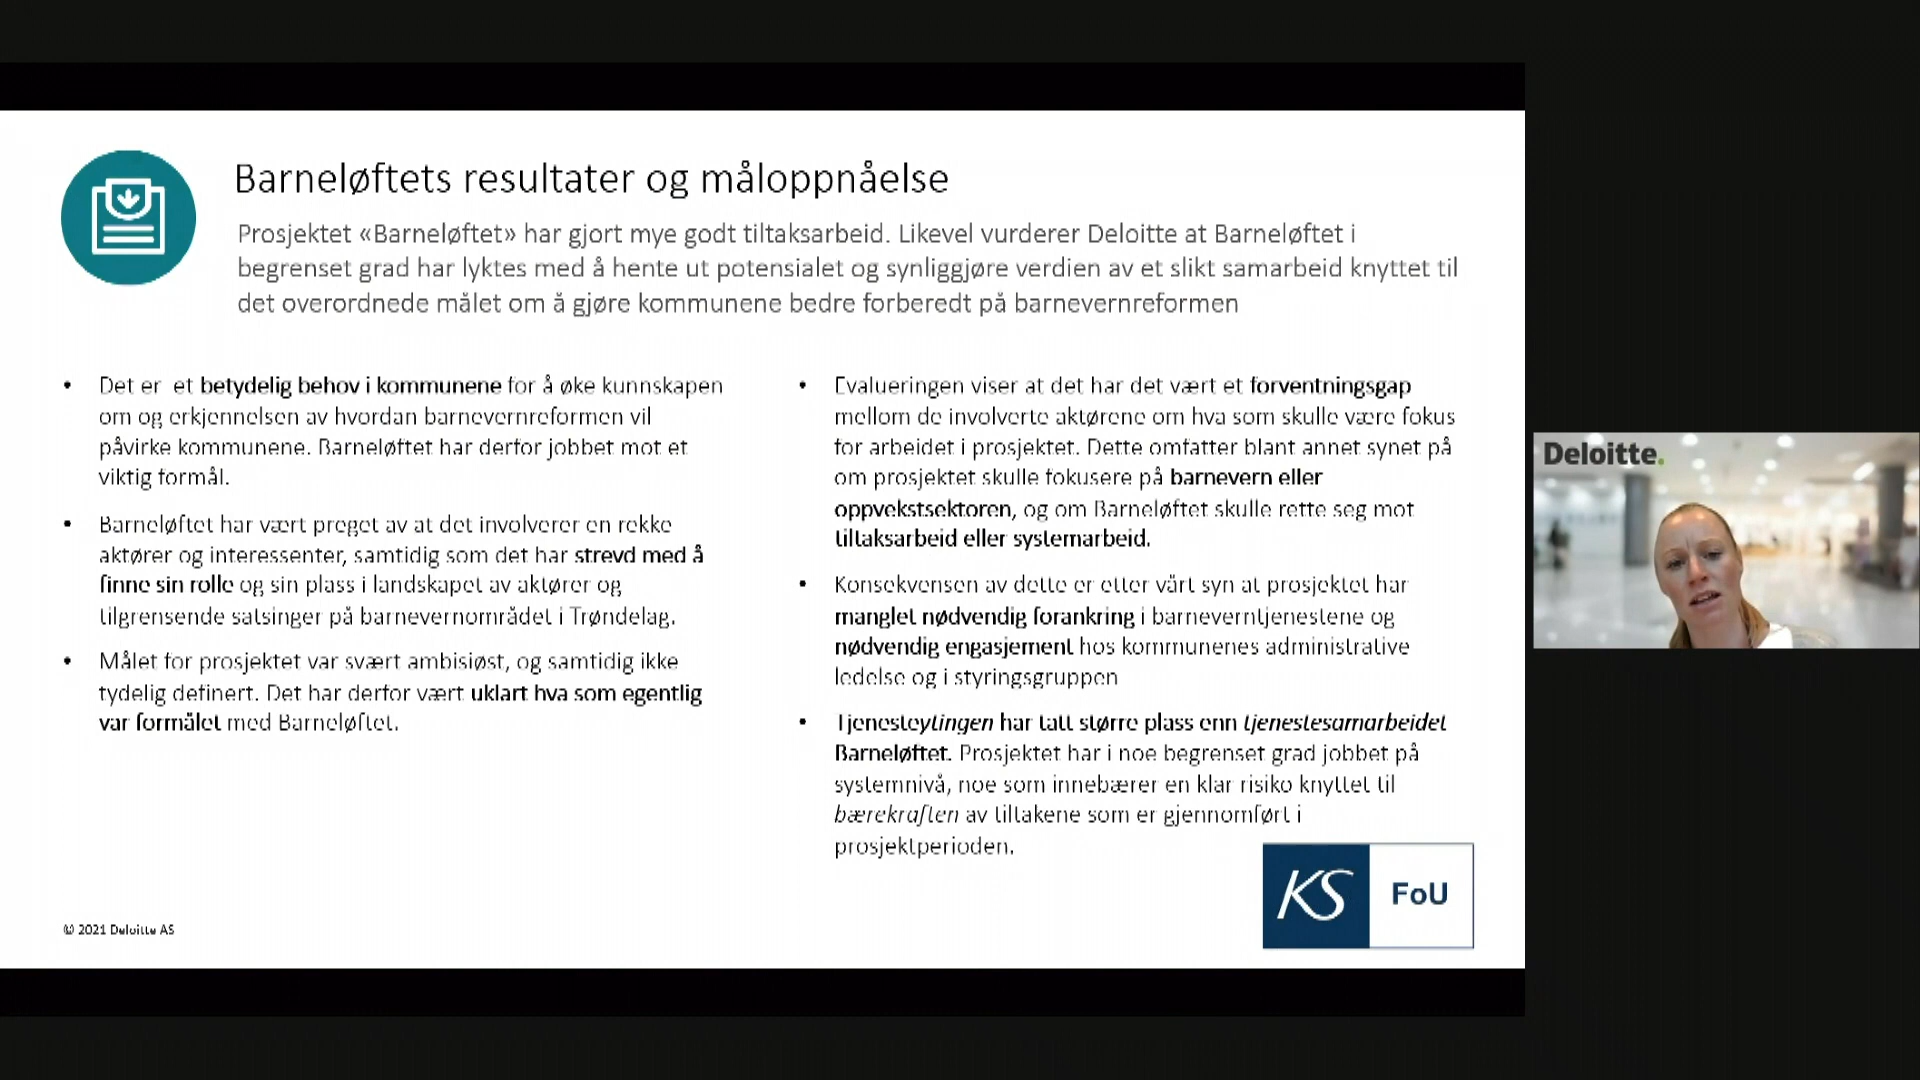 Barneløftets resultater og måloppnåelse
Prosjektet «Barneløftet» har gjort mye godt tiltaksarbeid. Likevel vurderer Deloitte at Barneløftet i
begrenset grad har lyktes med å hente ut potensialet og synliggjøre verdien av et slikt samarbeid knyttet til
det overordnede målet om å gjøre kommunene bedre forberedt på barnevernreformen
• Det er et betydelig behov i kommunene for å øke kunnskapen
om og erkjennelsen av hvordan barnevernreformen vil
påvirke kommunene. Barneløftet har derfor jobbet mot et
viktig formål.
• Barneløftet har vært preget av at det involverer en rekke
aktører og interessenter, samtidig som det har strevd med å
finne sin rolle og sin plass i landskapet av aktører og
tilgrensende satsinger på barnevernområdet i Trøndelag.
• Målet for prosjektet var svært ambisiøst, og samtidig ikke
tydelig definert. Det har derfor vært uklart hva som egentlig
var formålet med Barneløftet.
• Evalueringen viser at det har det vært et forventningsgap
mellom de involverte aktørene om hva som skulle være fokus
for arbeidet i prosjektet. Dette omfatter blant annet synet på
om prosjektet skulle fokusere på barnevern eller
oppvekstsektoren, og om Barneløftet skulle rette seg mot
tiltaksarbeid eller systemarbeid.
• Konsekvensen av dette er etter vårt syn at prosjektet har
manglet nødvendig forankring i barneverntjenestene og
nødvendig engasjement hos kommunenes administrative
ledelse og i styringsgruppen
• Tjenesteytingen har tatt større plass enn tjenestesamarbeidet
Barneløftet. Prosjektet har i noe begrenset grad jobbet på
systemnivå, noe som innebærer en klar risiko knyttet til
bærekraften av tiltakene som er gjennomført i
prosjektperioden.
KS FoU
© 2021 Deloitte AS
Deloitte.